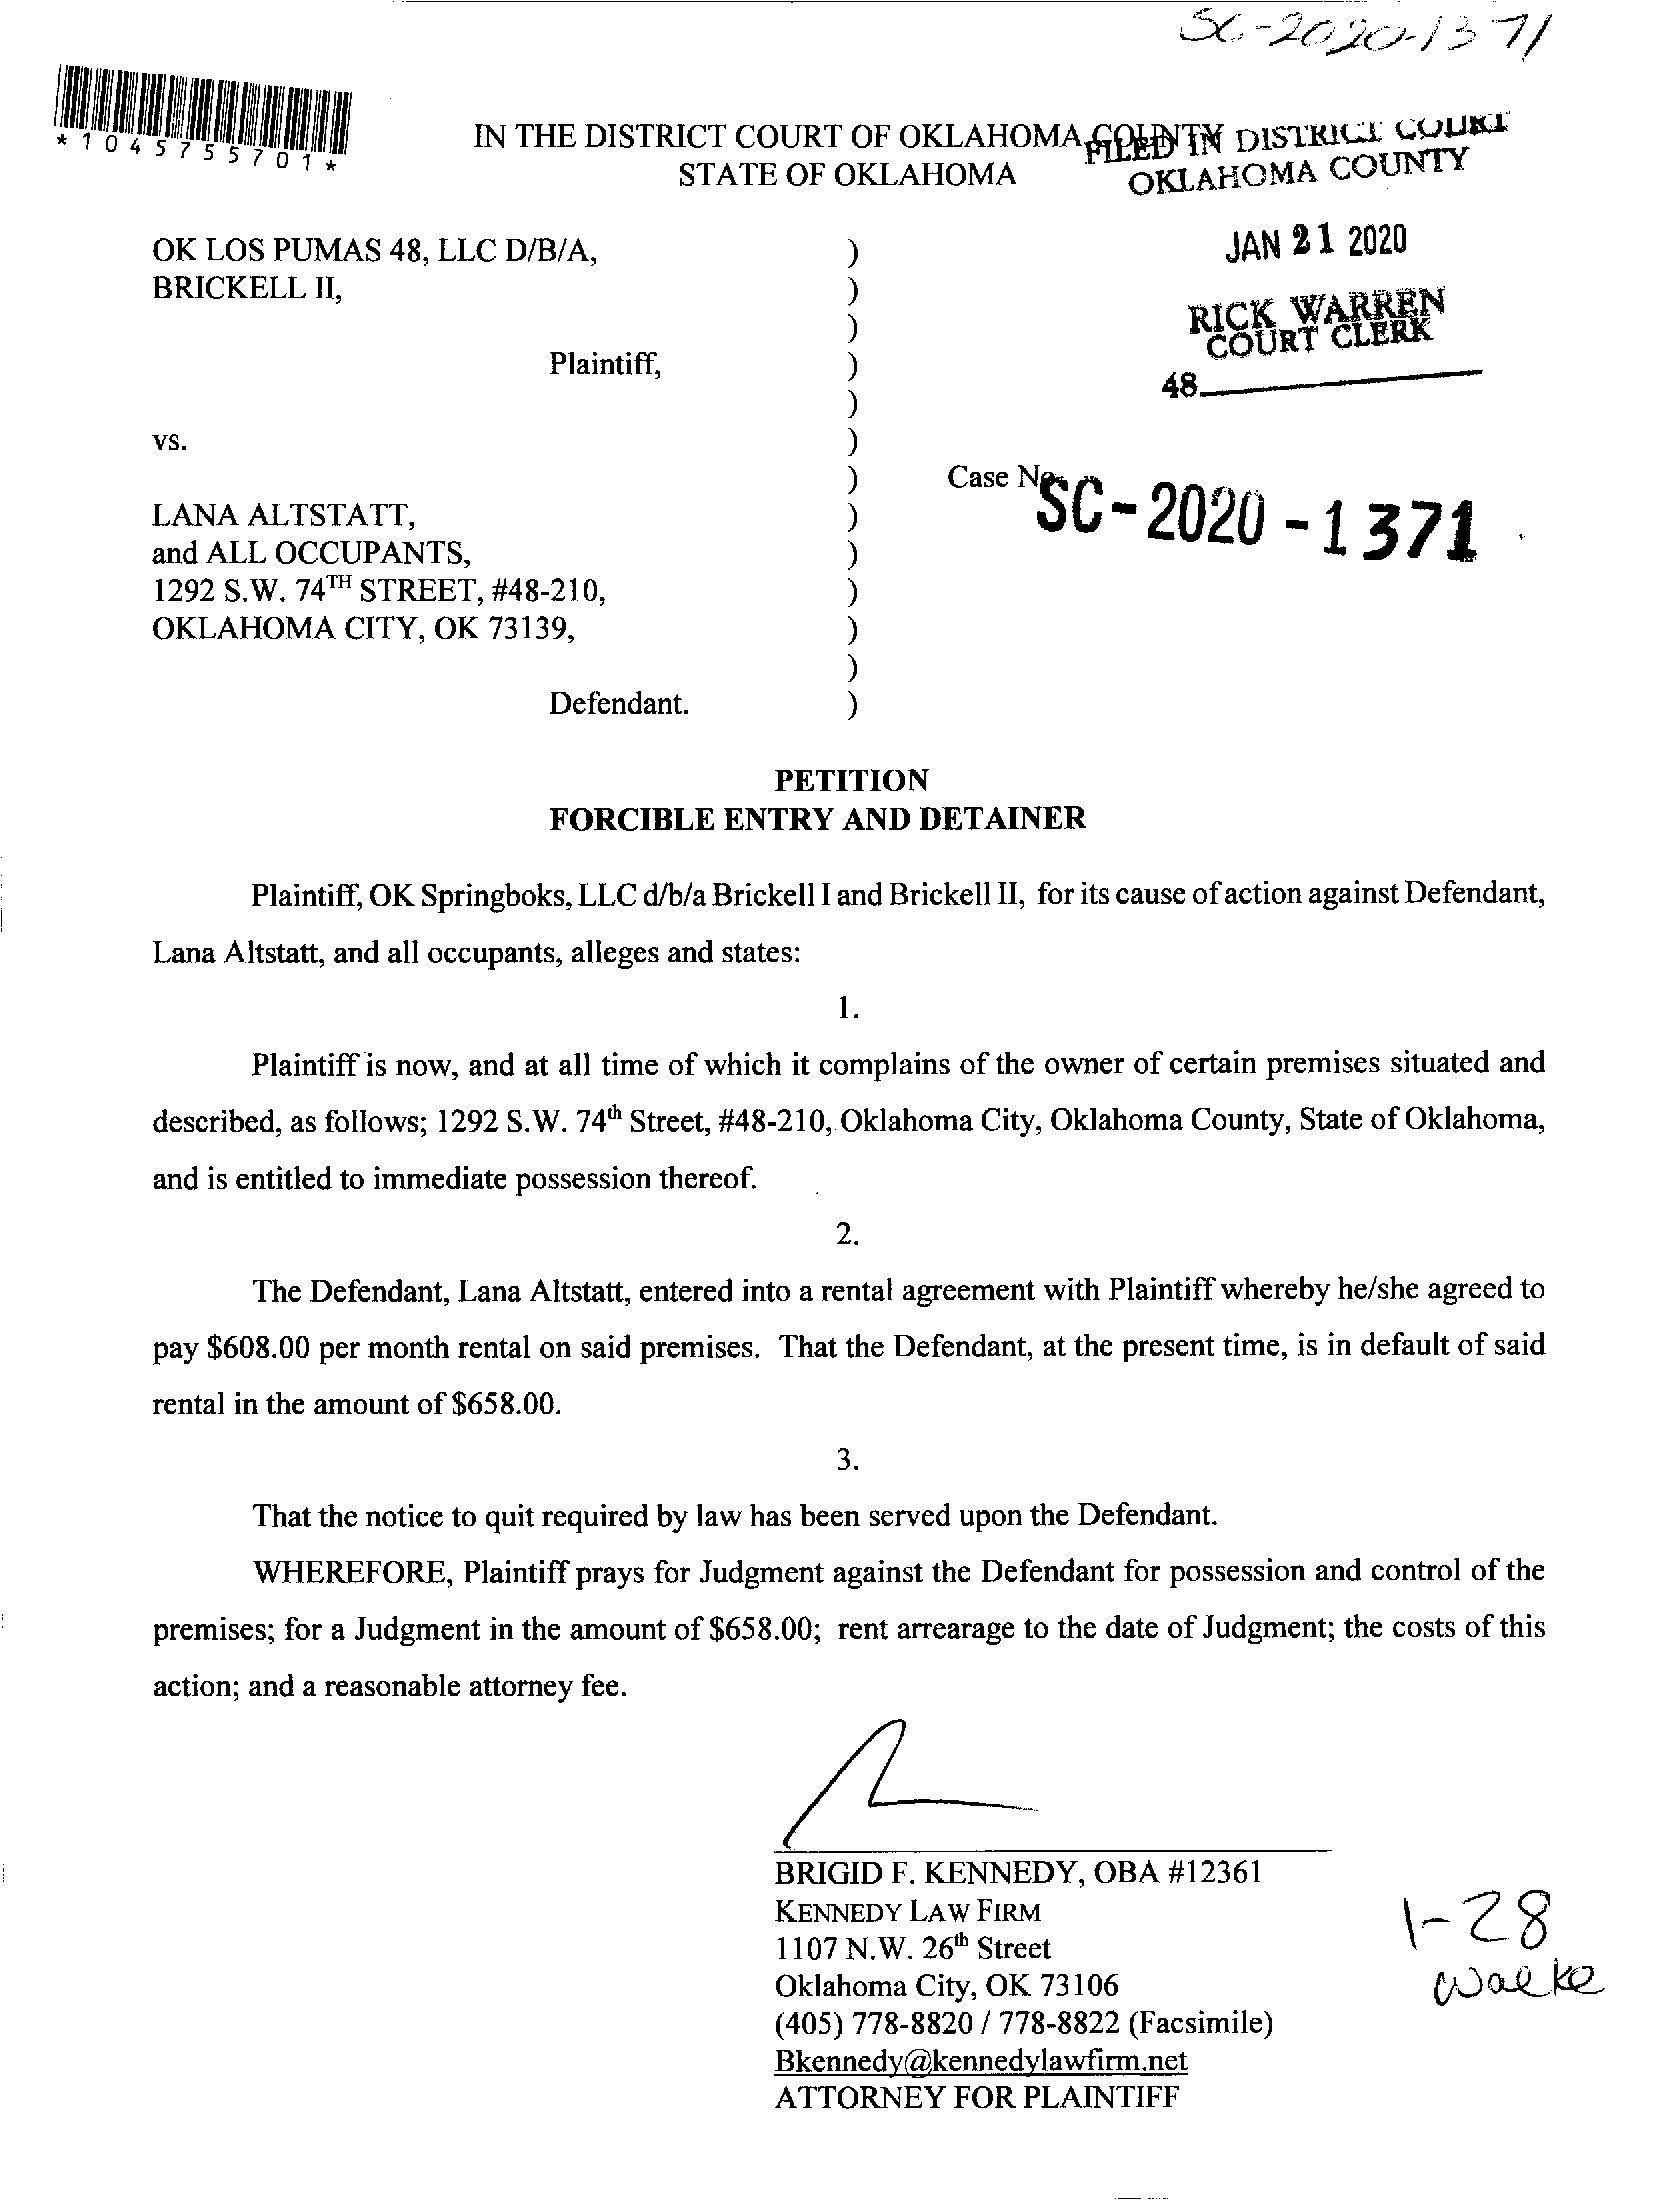 SC-2020-1371
*1045755701*
IN THE DISTRICT COURT OF OKLAHOMA COUNTY
STATE OF OKLAHOMA
FILED IN DISTRICT COURT
OKLAHOMA COUNTY
JAN 21 2020
RICK WARREN
COURT CLERK
48
OK LOS PUMAS 48, LLC D/B/A, )
BRICKELL II, )
)
Plaintiff, )
)
vs. )
) Case No. SC-2020-1371
LANA ALTSTATT, )
and ALL OCCUPANTS, )
1292 S.W. 74TH STREET, #48-210, )
OKLAHOMA CITY, OK 73139, )
)
Defendant. )
PETITION
FORCIBLE ENTRY AND DETAINER
Plaintiff, OK Springboks, LLC d/b/a Brickell I and Brickell II, for its cause of action against Defendant,
Lana Altstatt, and all occupants, alleges and states:
1.
Plaintiff is now, and at all time of which it complains of the owner of certain premises situated and
described, as follows; 1292 S.W. 74th Street, #48-210, Oklahoma City, Oklahoma County, State of Oklahoma,
and is entitled to immediate possession thereof.
2.
The Defendant, Lana Altstatt, entered into a rental agreement with Plaintiff whereby he/she agreed to
pay $608.00 per month rental on said premises. That the Defendant, at the present time, is in default of said
rental in the amount of $658.00.
3.
That the notice to quit required by law has been served upon the Defendant.
WHEREFORE, Plaintiff prays for Judgment against the Defendant for possession and control of the
premises; for a Judgment in the amount of $658.00; rent arrearage to the date of Judgment; the costs of this
action; and a reasonable attorney fee.
BRIGID F. KENNEDY, OBA #12361
KENNEDY LAW FIRM
1107 N.W. 26th Street
Oklahoma City, OK 73106
(405) 778-8820 / 778-8822 (Facsimile)
Bkennedy@kennedylawfirm.net
ATTORNEY FOR PLAINTIFF
1-28